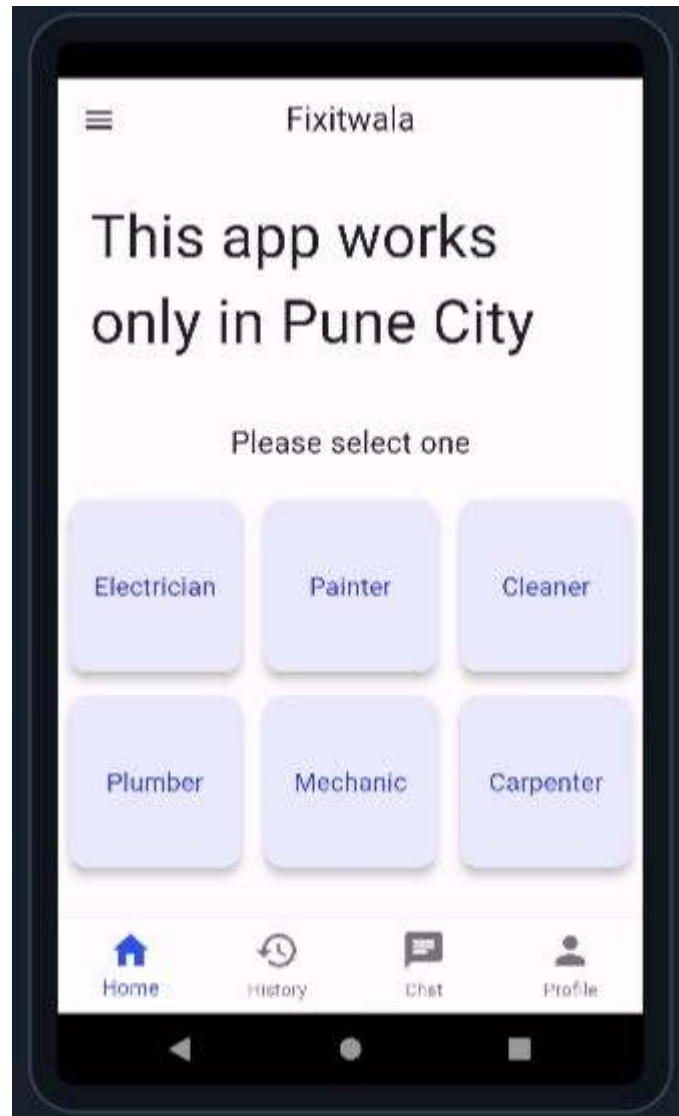 Fixitwala
This app works
only in Pune City
Please select one
Electrician Painter Cleaner
Plumber Mechanic Carpenter
Home History Chat Profile